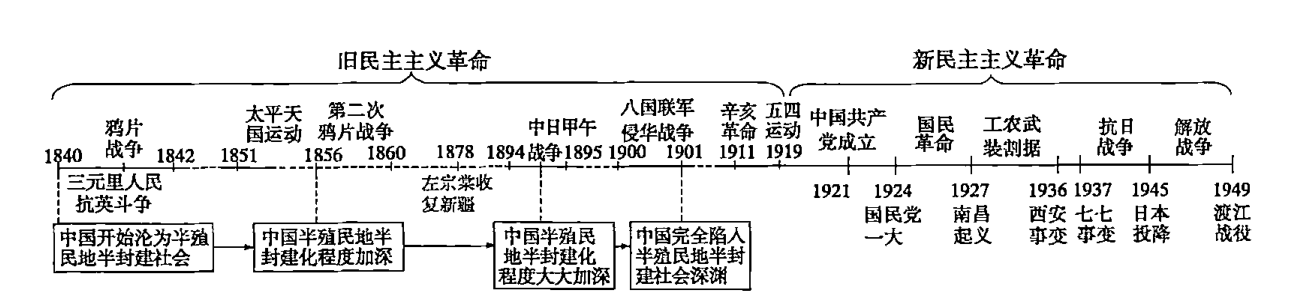 旧民主主义革命
新民主主义革命
鸦片
战争
太平天
国运动
第二次
鸦片战争
中日甲午
战争
八国联军
侵华战争
辛亥
革命
五四
运动
中国共产
党成立
国民
革命
工农武
装割据
抗日
战争
解放
战争
1840 1842 1851 1856 1860 1878 1894 1895 1900 1901 1911 1919
1921 1924 1927 1936 1937 1945 1949
三元里人民
抗英斗争
左宗棠收
复新疆
国民党
一大
南昌
起义
西安
事变
七七
事变
日本
投降
渡江
战役
中国开始沦为半殖
民地半封建社会
中国半殖民地半
封建化程度加深
中国半殖民
地半封建化
程度大大加深
中国完全陷入
半殖民地半封
建社会深渊